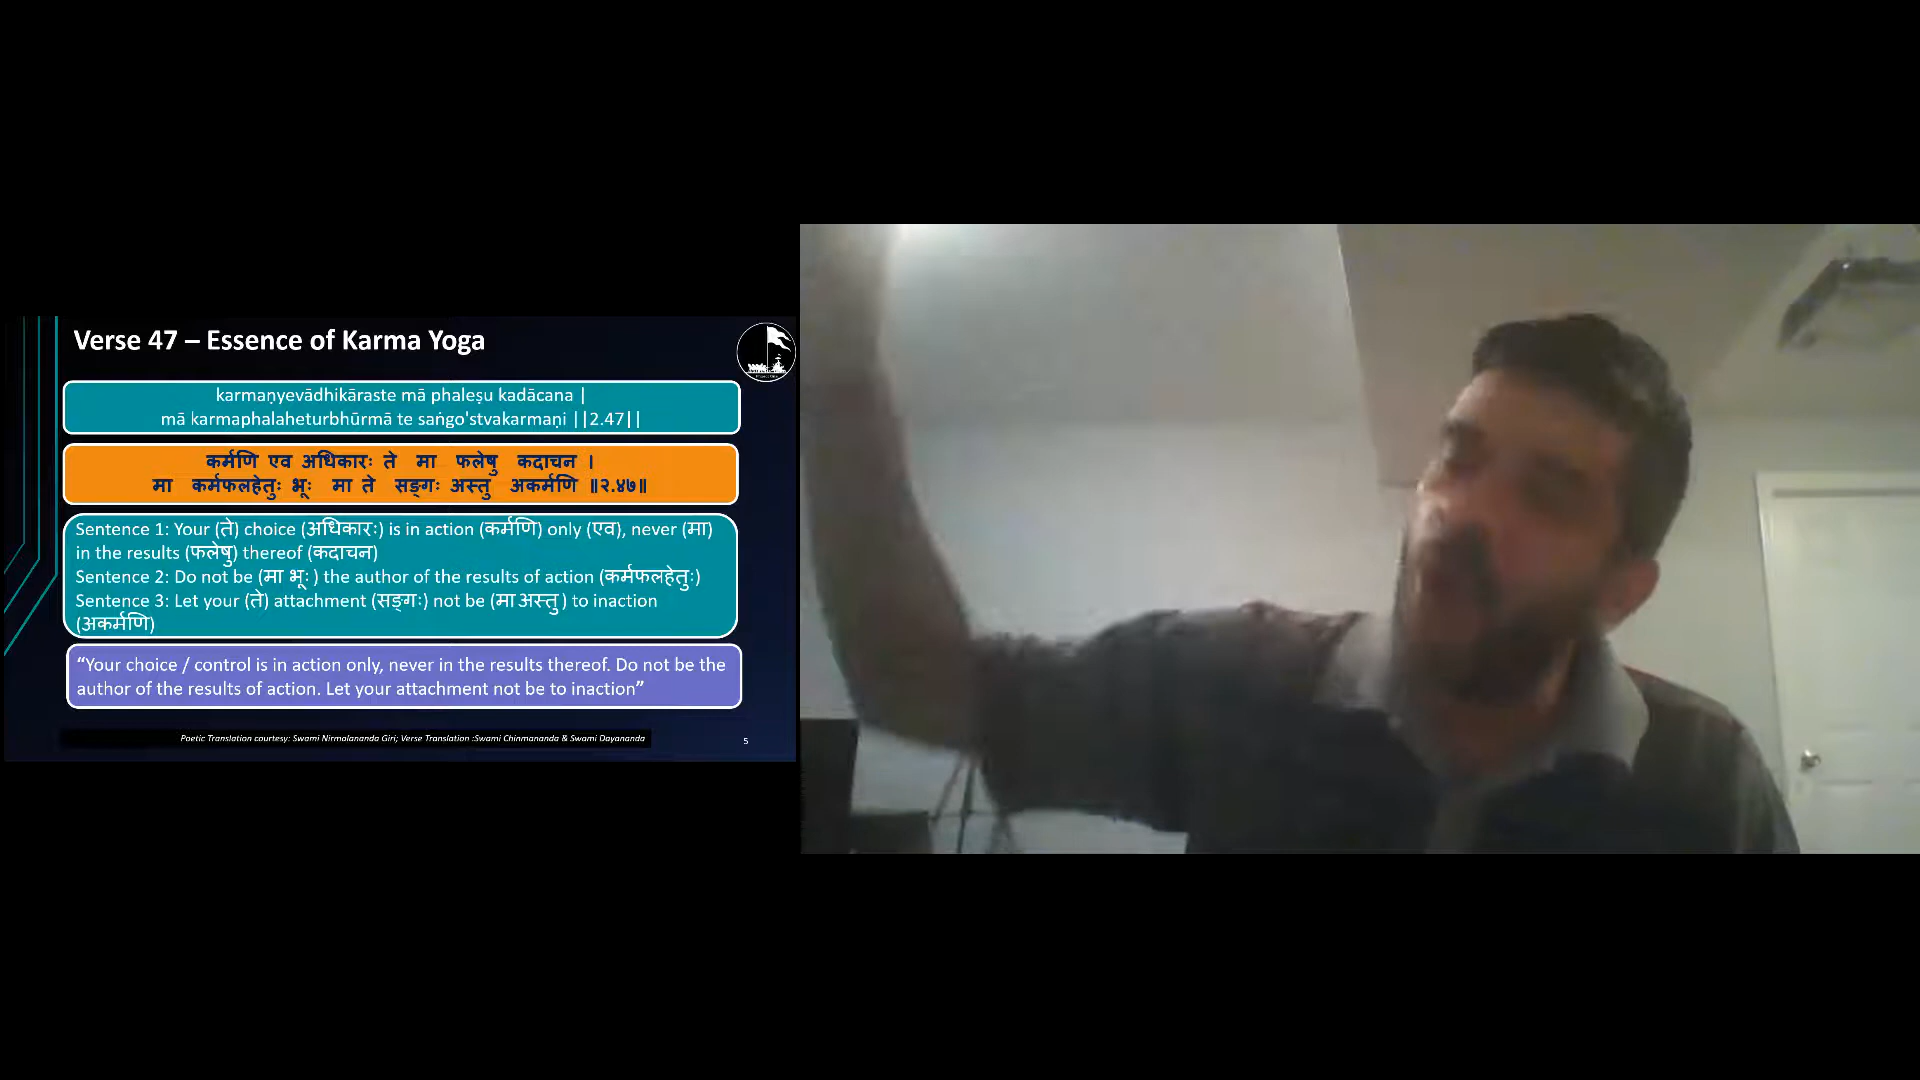 Verse 47 – Essence of Karma Yoga
karmaṇyevādhikāraste mā phaleṣu kadācana |
mā karmaphalaheturbhūrmā te saṅgo'stvakarmaṇi ||2.47||
कर्मणि एव अधिकारः ते मा फलेषु कदाचन ।
मा कर्मफलहेतुः भूः मा ते सङ्गः अस्तु अकर्मणि ॥२.४७॥
Sentence 1: Your (ते) choice (अधिकारः) is in action (कर्मणि) only (एव), never (मा)
in the results (फलेषु) thereof (कदाचन)
Sentence 2: Do not be (मा भूः ) the author of the results of action (कर्मफलहेतुः)
Sentence 3: Let your (ते) attachment (सङ्गः) not be (मा अस्तु ) to inaction
(अकर्मणि)
“Your choice / control is in action only, never in the results thereof. Do not be the
author of the results of action. Let your attachment not be to inaction”
Poetic Translation courtesy: Swami Nirmalananda Giri; Verse Translation :Swami Chinmananda & Swami Dayananda
5